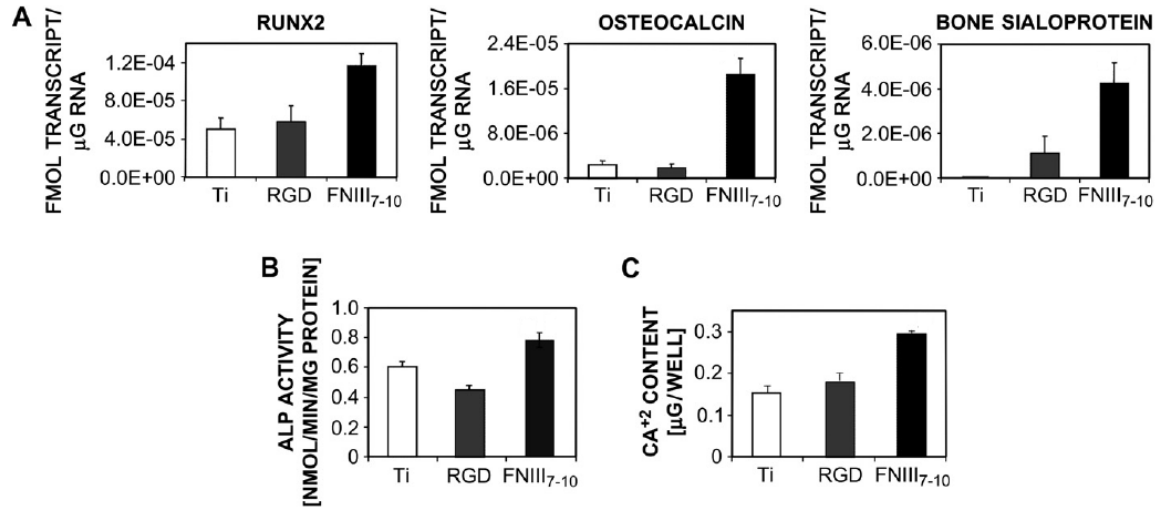 A
RUNX2
FMOL TRANSCRIPT/
μG RNA
1.2E-04
8.0E-05
4.0E-05
0.0E+00
Ti RGD FNIII7-10
OSTEOCALCIN
FMOL TRANSCRIPT/
μG RNA
2.4E-05
1.6E-05
8.0E-06
0.0E+00
Ti RGD FNIII7-10
BONE SIALOPROTEIN
FMOL TRANSCRIPT/
μG RNA
6.0E-06
4.0E-06
2.0E-06
0.0E+00
Ti RGD FNIII7-10
B
ALP ACTIVITY
[NMOL/MIN/MG PROTEIN]
1.0
0.8
0.6
0.4
0.2
0
Ti RGD FNIII7-10
C
CA+2 CONTENT
[μG/WELL]
0.3
0.2
0.1
0
Ti RGD FNIII7-10